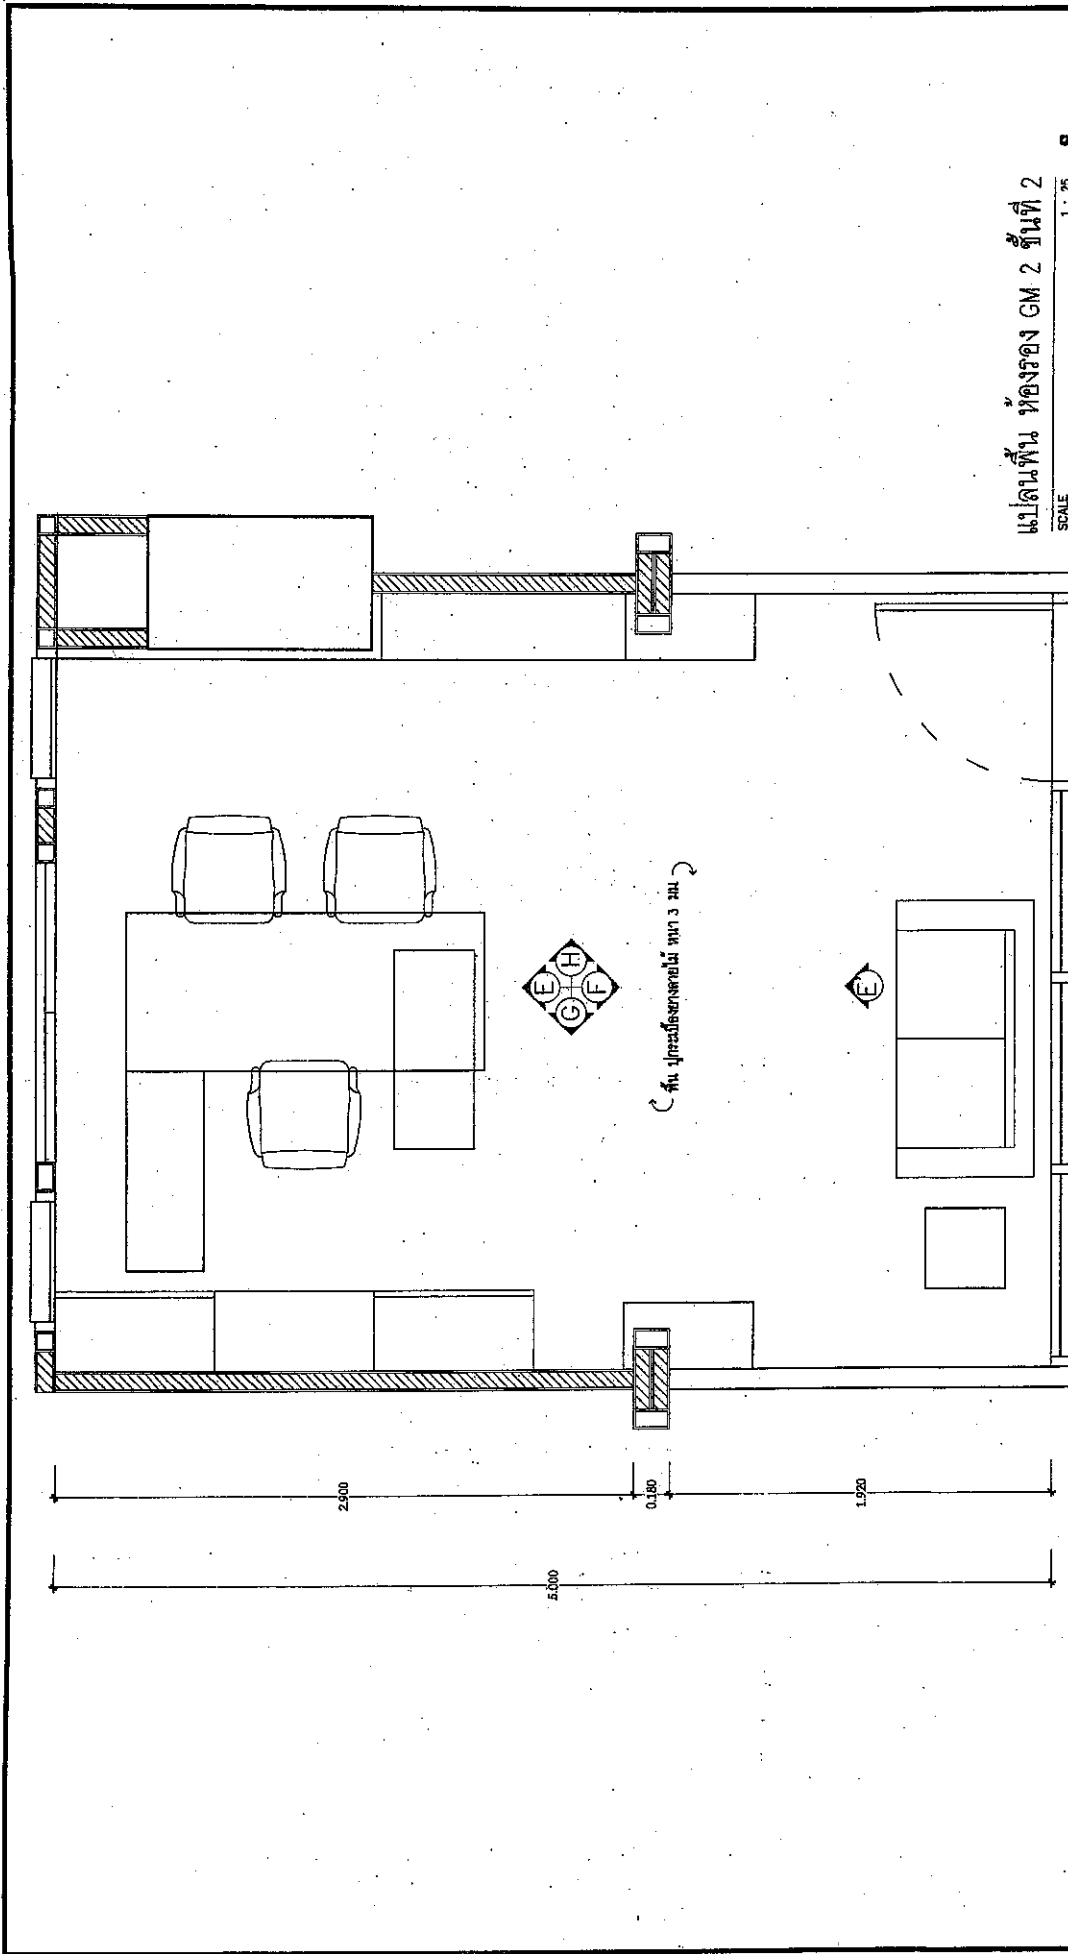 2.900
0.180
1.920
5.000
E
G
H
F
พื้น ปูกระเบื้องยางลายไม้ หนา 3 มม
E'
แปลนพื้น ห้องรอง GM 2 ชั้นที่ 2
SCALE 1 : 25